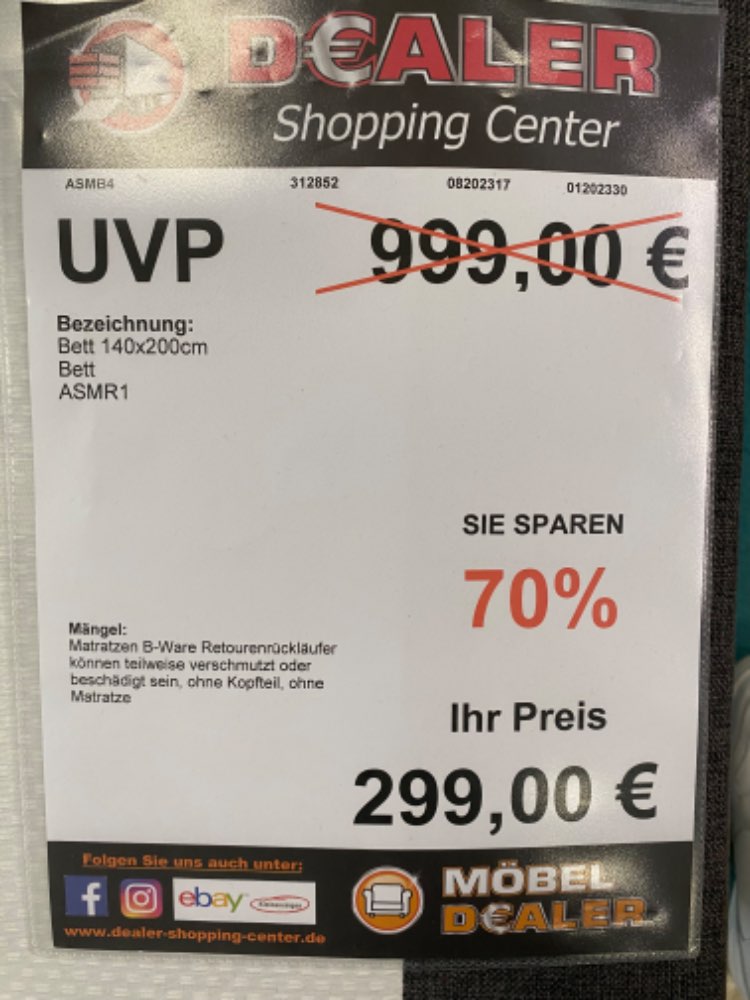 D€ALER
Shopping Center
ASMB4 312852 08202317 01202330
UVP 999,00 €
Bezeichnung:
Bett 140x200cm
Bett
ASMR1
SIE SPAREN
70%
Mängel:
Matratzen B-Ware Retourenrückläufer
können teilweise verschmutzt oder
beschädigt sein, ohne Kopfteil, ohne
Matratze
Ihr Preis
299,00 €
Folgen Sie uns auch unter:
f ebay
www.dealer-shopping-center.de
MÖBEL
D€ALER